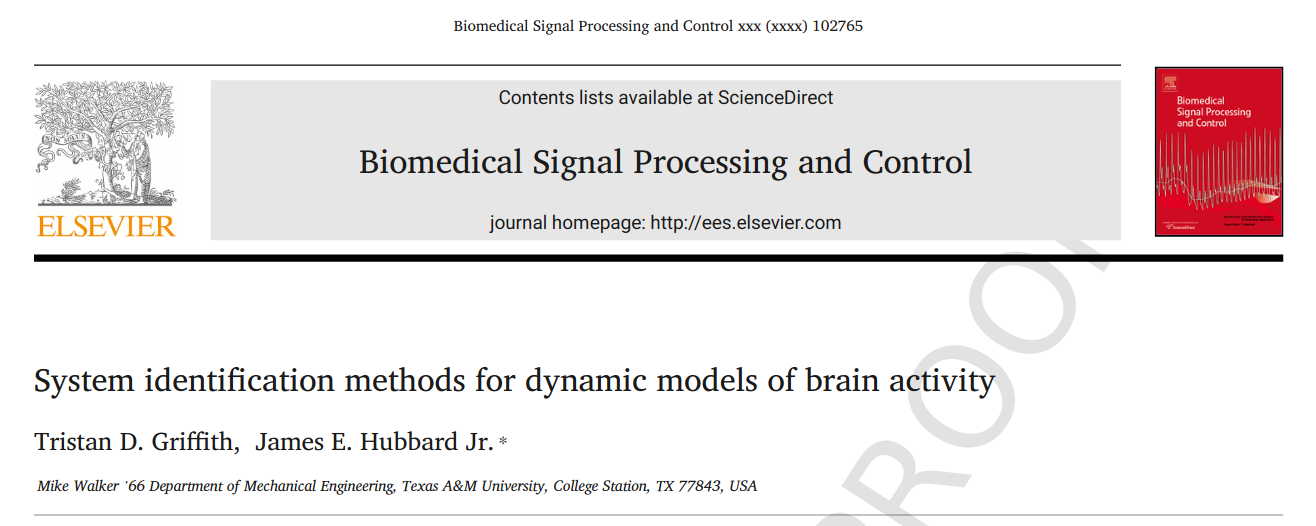 Biomedical Signal Processing and Control xxx (xxxx) 102765
Contents lists available at ScienceDirect
Biomedical Signal Processing and Control
journal homepage: http://ees.elsevier.com
NON SOLUS
ELSEVIER
Biomedical
Signal Processing
and Control
ScienceDirect
System identification methods for dynamic models of brain activity
Tristan D. Griffith, James E. Hubbard Jr. *
Mike Walker '66 Department of Mechanical Engineering, Texas A&M University, College Station, TX 77843, USA
PROOF